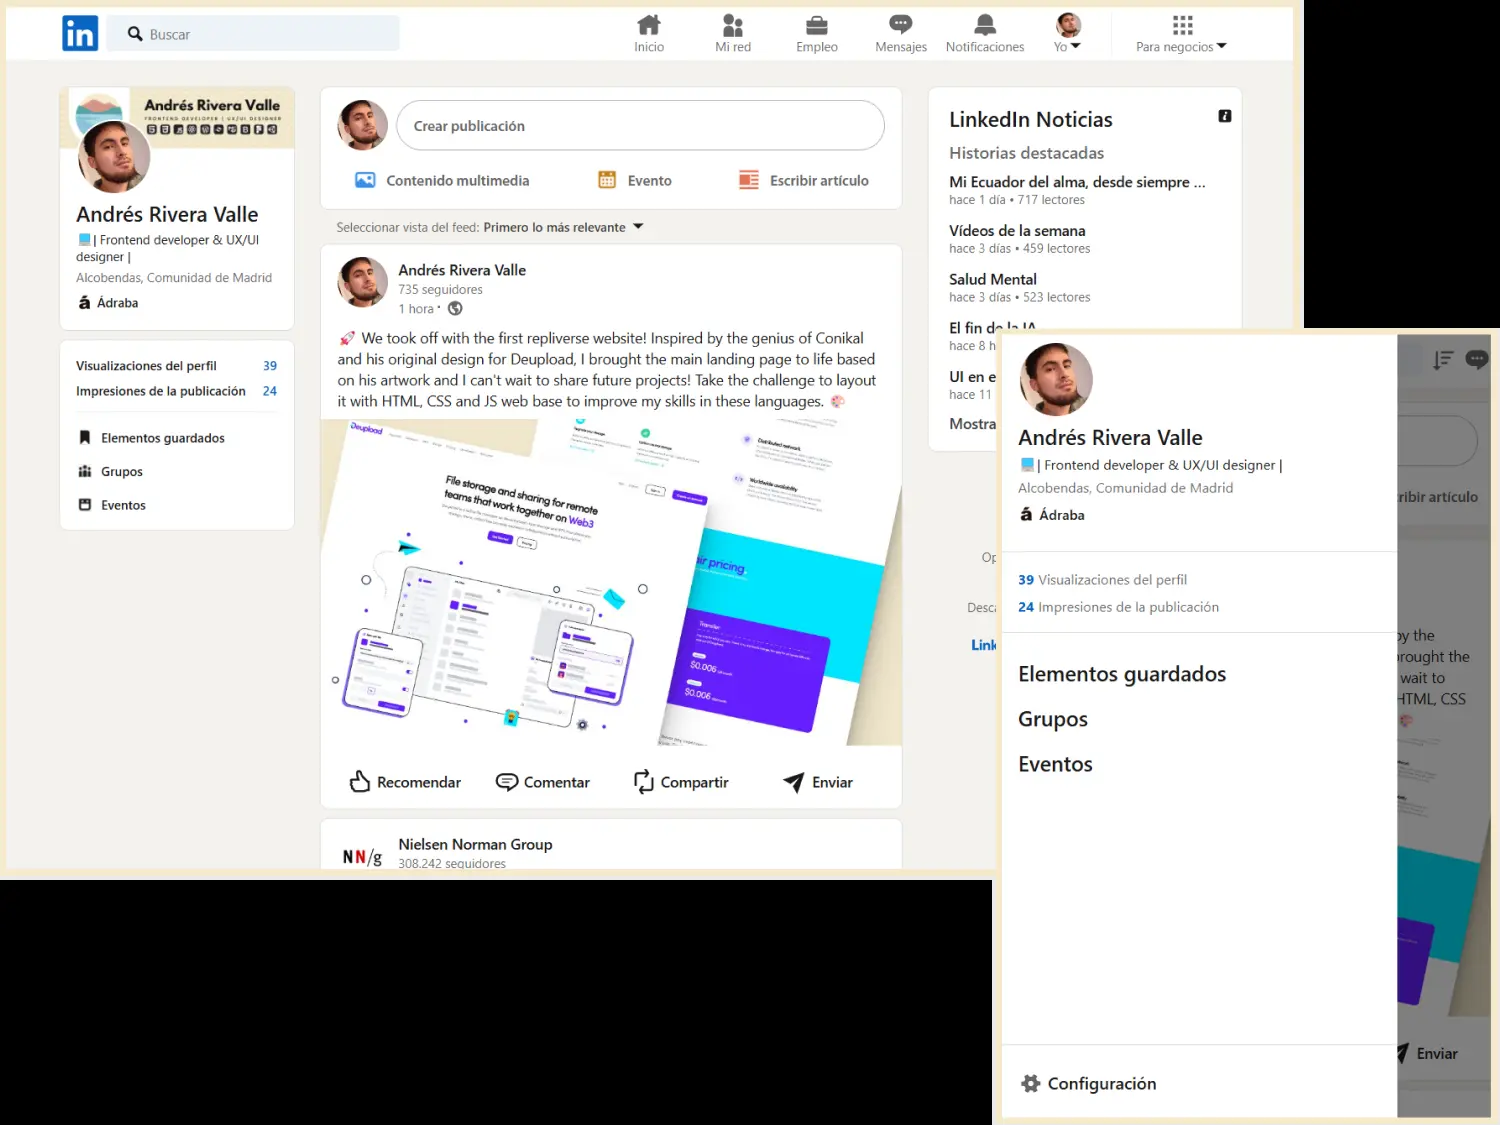 in
Buscar
Inicio
Mi red
Empleo
Mensajes
Notificaciones
Yo
Para negocios
Andrés Rivera Valle
FRONTEND DEVELOPER | UX/UI DESIGNER
Andrés Rivera Valle
| Frontend developer & UX/UI
designer |
Alcobendas, Comunidad de Madrid
á Ádraba
Visualizaciones del perfil 39
Impresiones de la publicación 24
Elementos guardados
Grupos
Eventos
Crear publicación
Contenido multimedia
Evento
Escribir artículo
Seleccionar vista del feed: Primero lo más relevante
Andrés Rivera Valle
735 seguidores
1 hora •
🚀 We took off with the first repliverse website! Inspired by the genius of Conikal
and his original design for Deupload, I brought the main landing page to life based
on his artwork and I can't wait to share future projects! Take the challenge to layout
it with HTML, CSS and JS web base to improve my skills in these languages. 🎨
Deupload
File storage and sharing for remote
teams that work together on Web3
Distributed network
Worldwide availability
air pricing.
Transfer
$0.006
$0.006
Recomendar
Comentar
Compartir
Enviar
NN/g
Nielsen Norman Group
308.242 seguidores
LinkedIn Noticias
Historias destacadas
Mi Ecuador del alma, desde siempre ...
hace 1 día • 717 lectores
Vídeos de la semana
hace 3 días • 459 lectores
Salud Mental
hace 3 días • 523 lectores
El fin de la IA
hace 8 h
UI en e
hace 11
Mostra
Op
Desca
Link
Andrés Rivera Valle
| Frontend developer & UX/UI designer |
Alcobendas, Comunidad de Madrid
á Ádraba
39 Visualizaciones del perfil
24 Impresiones de la publicación
Elementos guardados
Grupos
Eventos
Configuración
ribir artículo
by the
rought the
wait to
HTML, CSS
Enviar